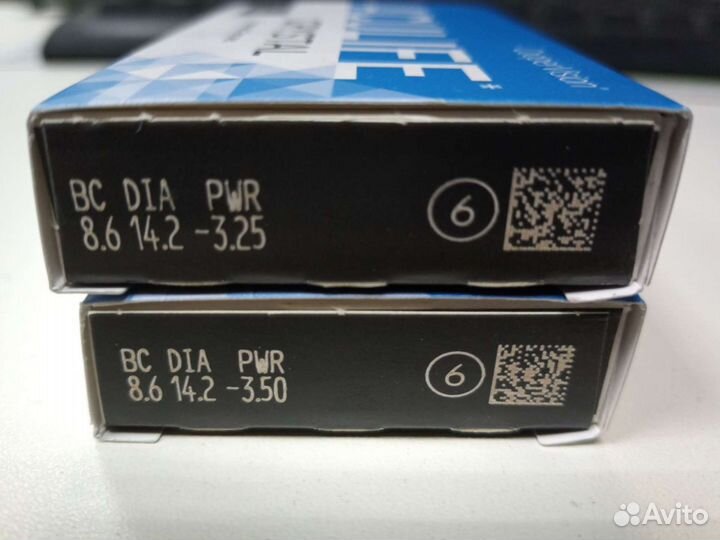 CooperVision®
BC DIA PWR
8.6 14.2 -3.25
6
BC DIA PWR
8.6 14.2 -3.50
6
Avito